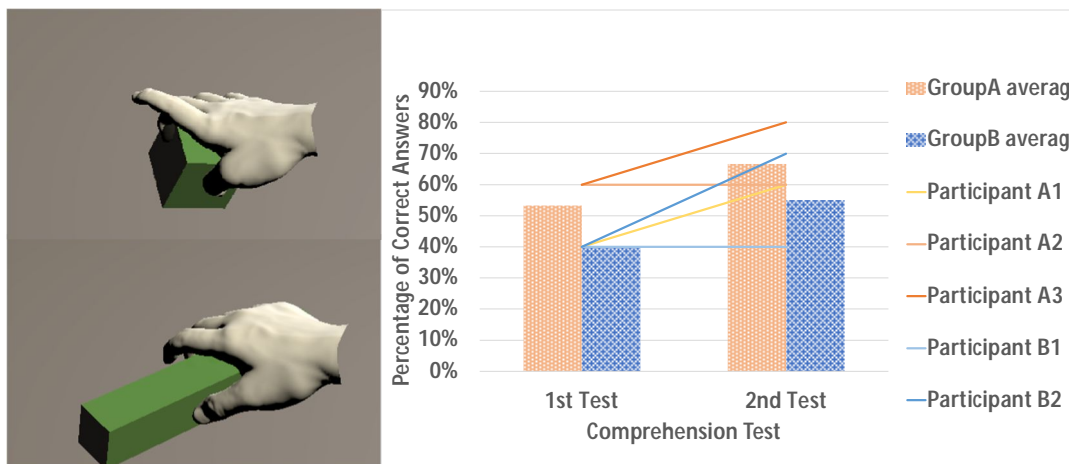 Percentage of Correct Answers
90%
80%
70%
60%
50%
40%
30%
20%
10%
0%
1st Test
2nd Test
Comprehension Test
GroupA averag
GroupB averag
Participant A1
Participant A2
Participant A3
Participant B1
Participant B2